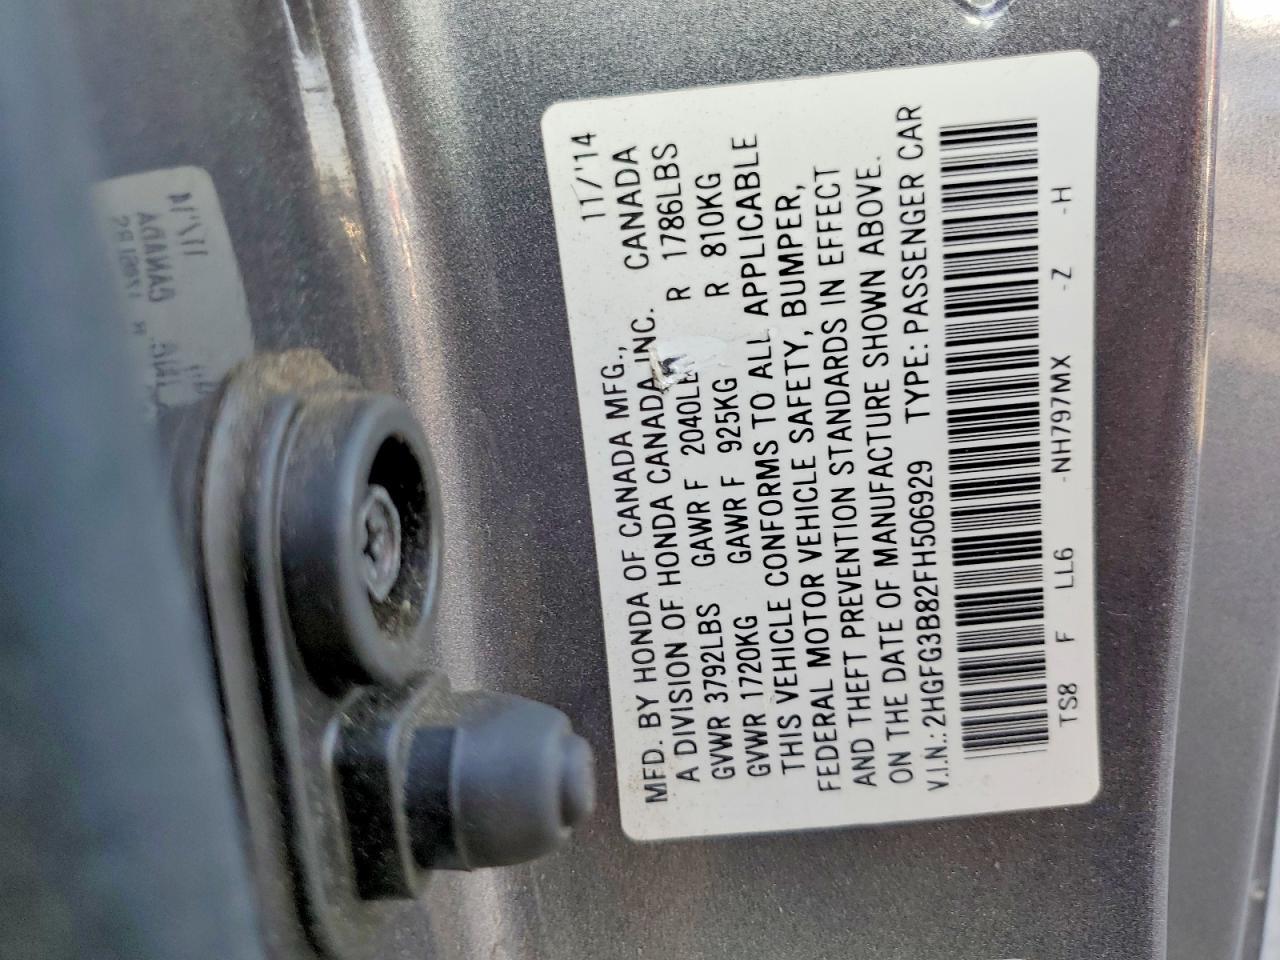 MFD. BY HONDA OF CANADA MFG., 11/'14
A DIVISION OF HONDA CANADA INC. CANADA
GVWR 3792LBS GAWR F 2040LB R 1786LBS
GVWR 1720KG GAWR F 925KG R 810KG
THIS VEHICLE CONFORMS TO ALL APPLICABLE
FEDERAL MOTOR VEHICLE SAFETY, BUMPER,
AND THEFT PREVENTION STANDARDS IN EFFECT
ON THE DATE OF MANUFACTURE SHOWN ABOVE.
V.I.N.: 2HGFG3B82FH506929 TYPE: PASSENGER CAR
TS8 F LL6 -NH797MX -Z -H